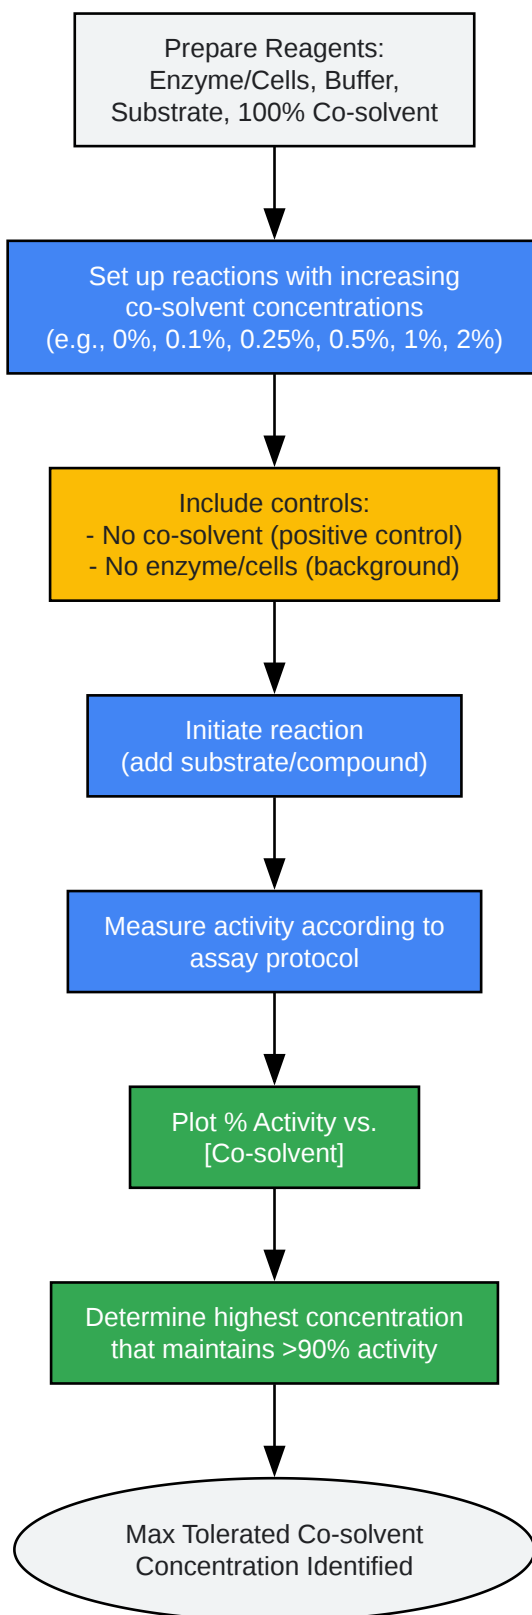 Prepare Reagents:
Enzyme/Cells, Buffer,
Substrate, 100% Co-solvent
Set up reactions with increasing
co-solvent concentrations
(e.g., 0%, 0.1%, 0.25%, 0.5%, 1%, 2%)
Include controls:
- No co-solvent (positive control)
- No enzyme/cells (background)
Initiate reaction
(add substrate/compound)
Measure activity according to
assay protocol
Plot % Activity vs.
[Co-solvent]
Determine highest concentration
that maintains >90% activity
Max Tolerated Co-solvent
Concentration Identified